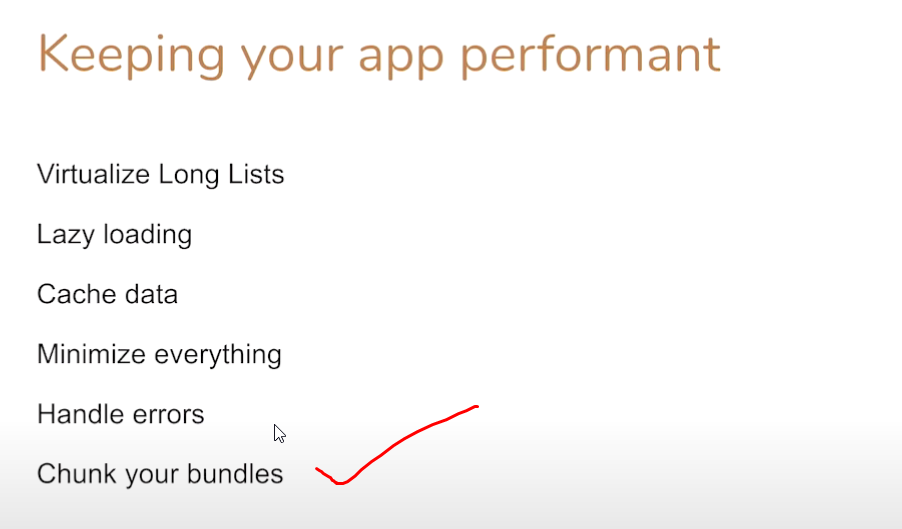 Keeping your app performant
Virtualize Long Lists
Lazy loading
Cache data
Minimize everything
Handle errors
Chunk your bundles